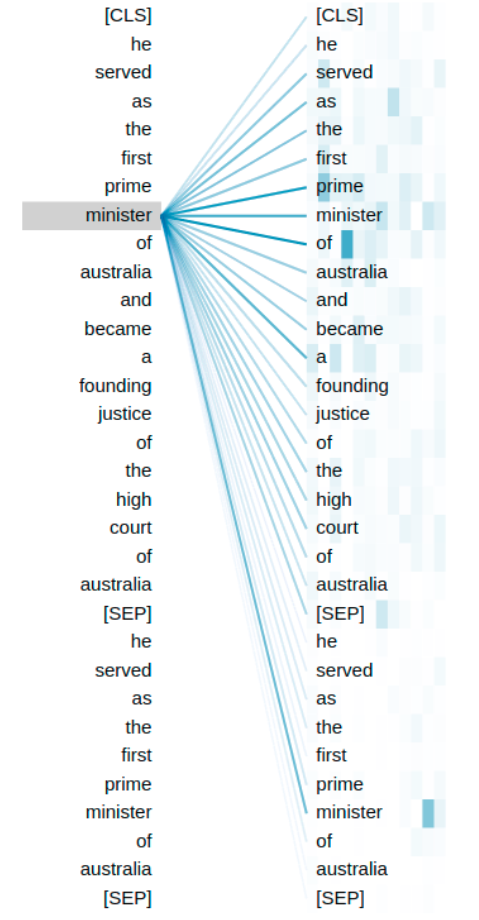 [CLS] [CLS]
he he
served served
as as
the the
first first
prime prime
minister minister
of of
australia australia
and and
became became
a a
founding founding
justice justice
of of
the the
high high
court court
of of
australia australia
[SEP] [SEP]
he he
served served
as as
the the
first first
prime prime
minister minister
of of
australia australia
[SEP] [SEP]